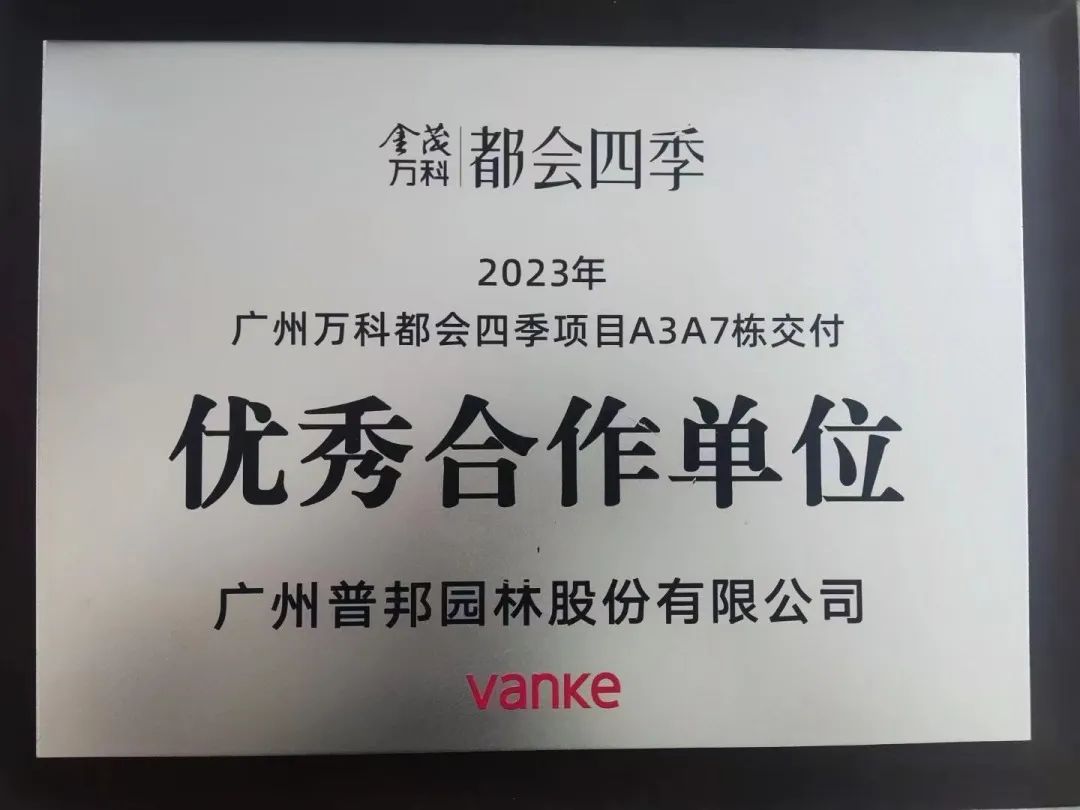 金茂万科 | 都会四季
2023年
广州万科都会四季项目A3A7栋交付
优秀合作单位
广州普邦园林股份有限公司
vanke